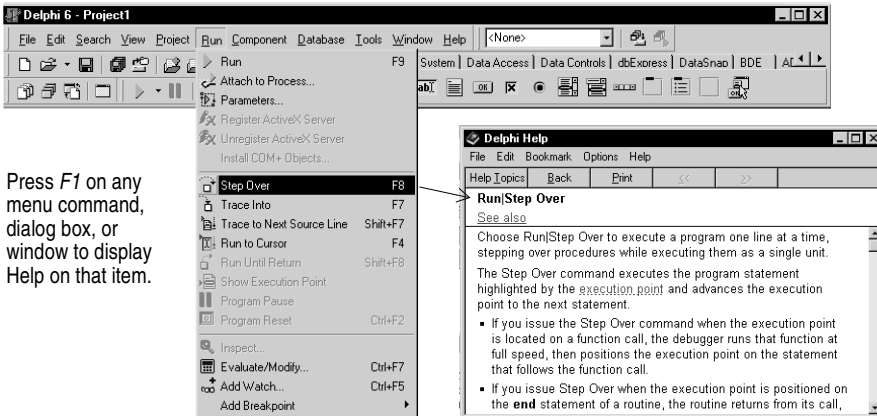 Delphi 6 - Project1
File Edit Search View Project Run Component Database Tools Window Help <None>
System Data Access Data Controls dbExpress DataSnap BDE
Run F9
Attach to Process...
Parameters...
Register ActiveX Server
Unregister ActiveX Server
Install COM+ Objects...
Step Over F8
Trace Into F7
Trace to Next Source Line Shift+F7
Run to Cursor F4
Run Until Return Shift+F8
Show Execution Point
Program Pause
Program Reset Ctrl+F2
Inspect...
Evaluate/Modify... Ctrl+F7
Add Watch... Ctrl+F5
Add Breakpoint
Press F1 on any
menu command,
dialog box, or
window to display
Help on that item.
Delphi Help
File Edit Bookmark Options Help
Help Topics Back Print << >>
Run|Step Over
See also
Choose Run|Step Over to execute a program one line at a time,
stepping over procedures while executing them as a single unit.
The Step Over command executes the program statement
highlighted by the execution point and advances the execution
point to the next statement.
▪ If you issue the Step Over command when the execution point
is located on a function call, the debugger runs that function at
full speed, then positions the execution point on the statement
that follows the function call.
▪ If you issue Step Over when the execution point is positioned on
the end statement of a routine, the routine returns from its call,